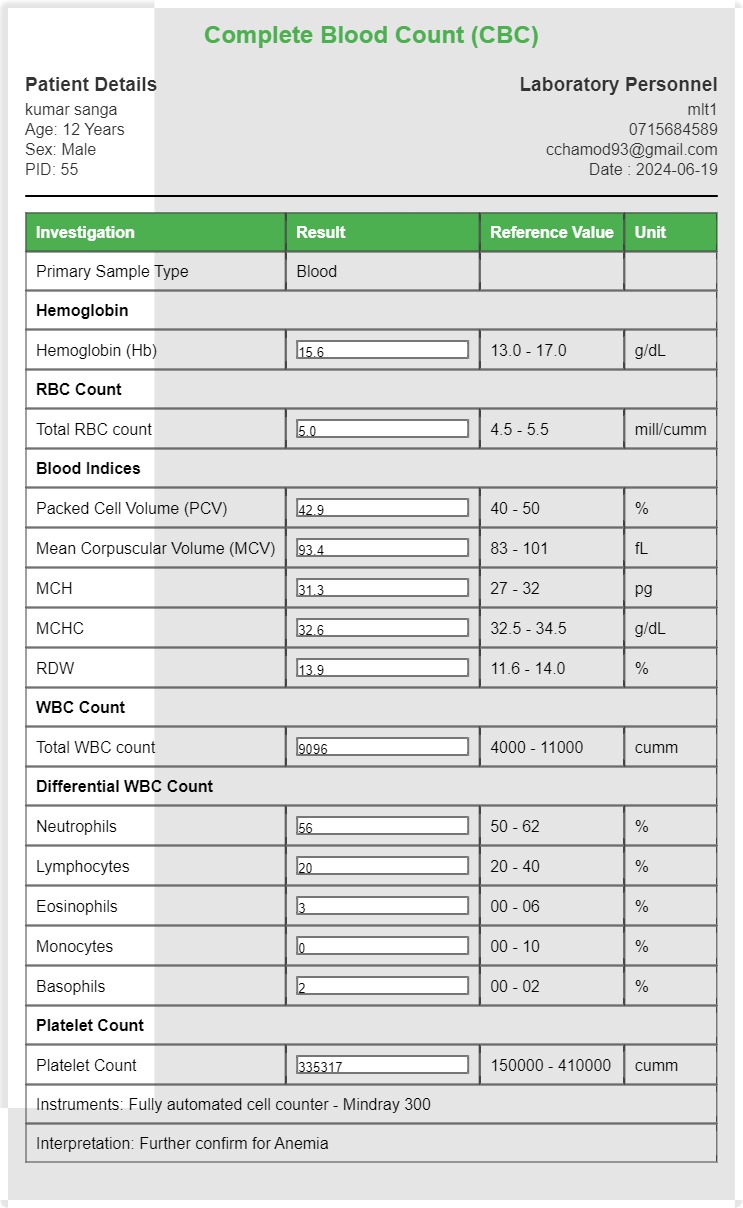 Complete Blood Count (CBC)
Patient Details
kumar sanga
Age: 12 Years
Sex: Male
PID: 55
Laboratory Personnel
mlt1
0715684589
cchamod93@gmail.com
Date : 2024-06-19
Investigation Result Reference Value Unit
Primary Sample Type Blood
Hemoglobin
Hemoglobin (Hb) 15.6 13.0 - 17.0 g/dL
RBC Count
Total RBC count 5.0 4.5 - 5.5 mill/cumm
Blood Indices
Packed Cell Volume (PCV) 42.9 40 - 50 %
Mean Corpuscular Volume (MCV) 93.4 83 - 101 fL
MCH 31.3 27 - 32 pg
MCHC 32.6 32.5 - 34.5 g/dL
RDW 13.9 11.6 - 14.0 %
WBC Count
Total WBC count 9096 4000 - 11000 cumm
Differential WBC Count
Neutrophils 56 50 - 62 %
Lymphocytes 20 20 - 40 %
Eosinophils 3 00 - 06 %
Monocytes 0 00 - 10 %
Basophils 2 00 - 02 %
Platelet Count
Platelet Count 335317 150000 - 410000 cumm
Instruments: Fully automated cell counter - Mindray 300
Interpretation: Further confirm for Anemia